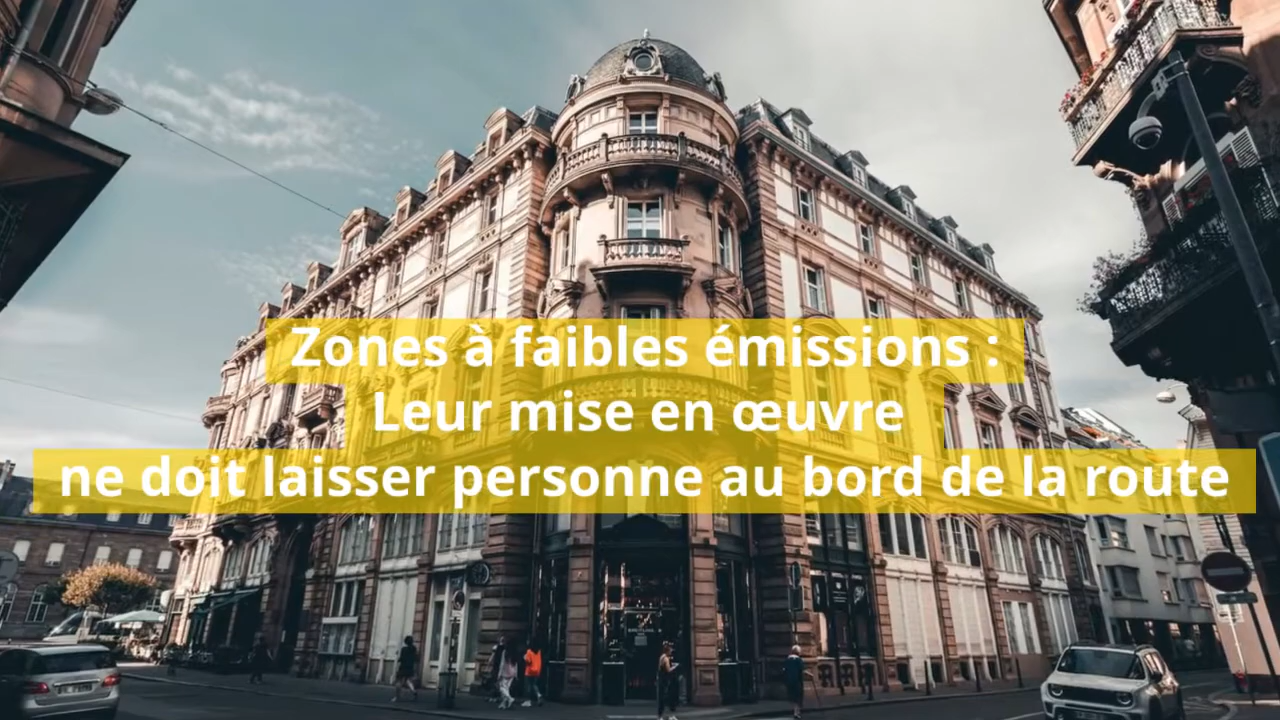 Zones à faibles émissions :
Leur mise en œuvre
ne doit laisser personne au bord de la route